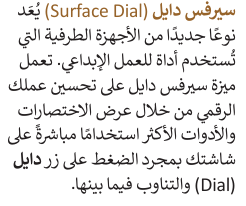 سيرفس دايل (Surface Dial) يُعَد
نوعًا جديدًا من الأجهزة الطرفية التي
تُستخدم أداة للعمل الإبداعي. تعمل
ميزة سيرفس دايل على تحسين عملك
الرقمي من خلال عرض الاختصارات
والأدوات الأكثر استخدامًا مباشرةً على
شاشتك بمجرد الضغط على زر دايل
(Dial) والتناوب فيما بينها.